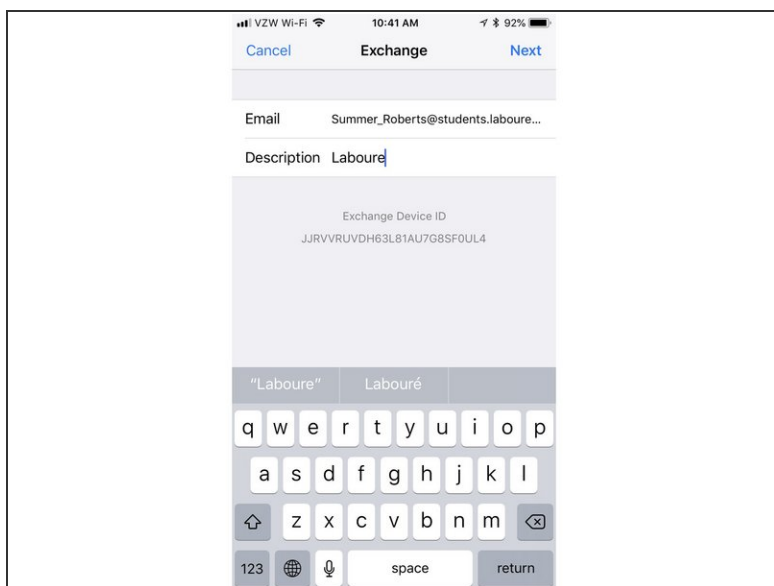 VZW Wi-Fi 10:41 AM 92%
Cancel Exchange Next
Email Summer_Roberts@students.laboure...
Description Laboure
Exchange Device ID
JJRVVRUVDH63L81AU7G8SF0UL4
"Laboure" Labouré
q w e r t y u i o p
a s d f g h j k l
z x c v b n m
123 space return